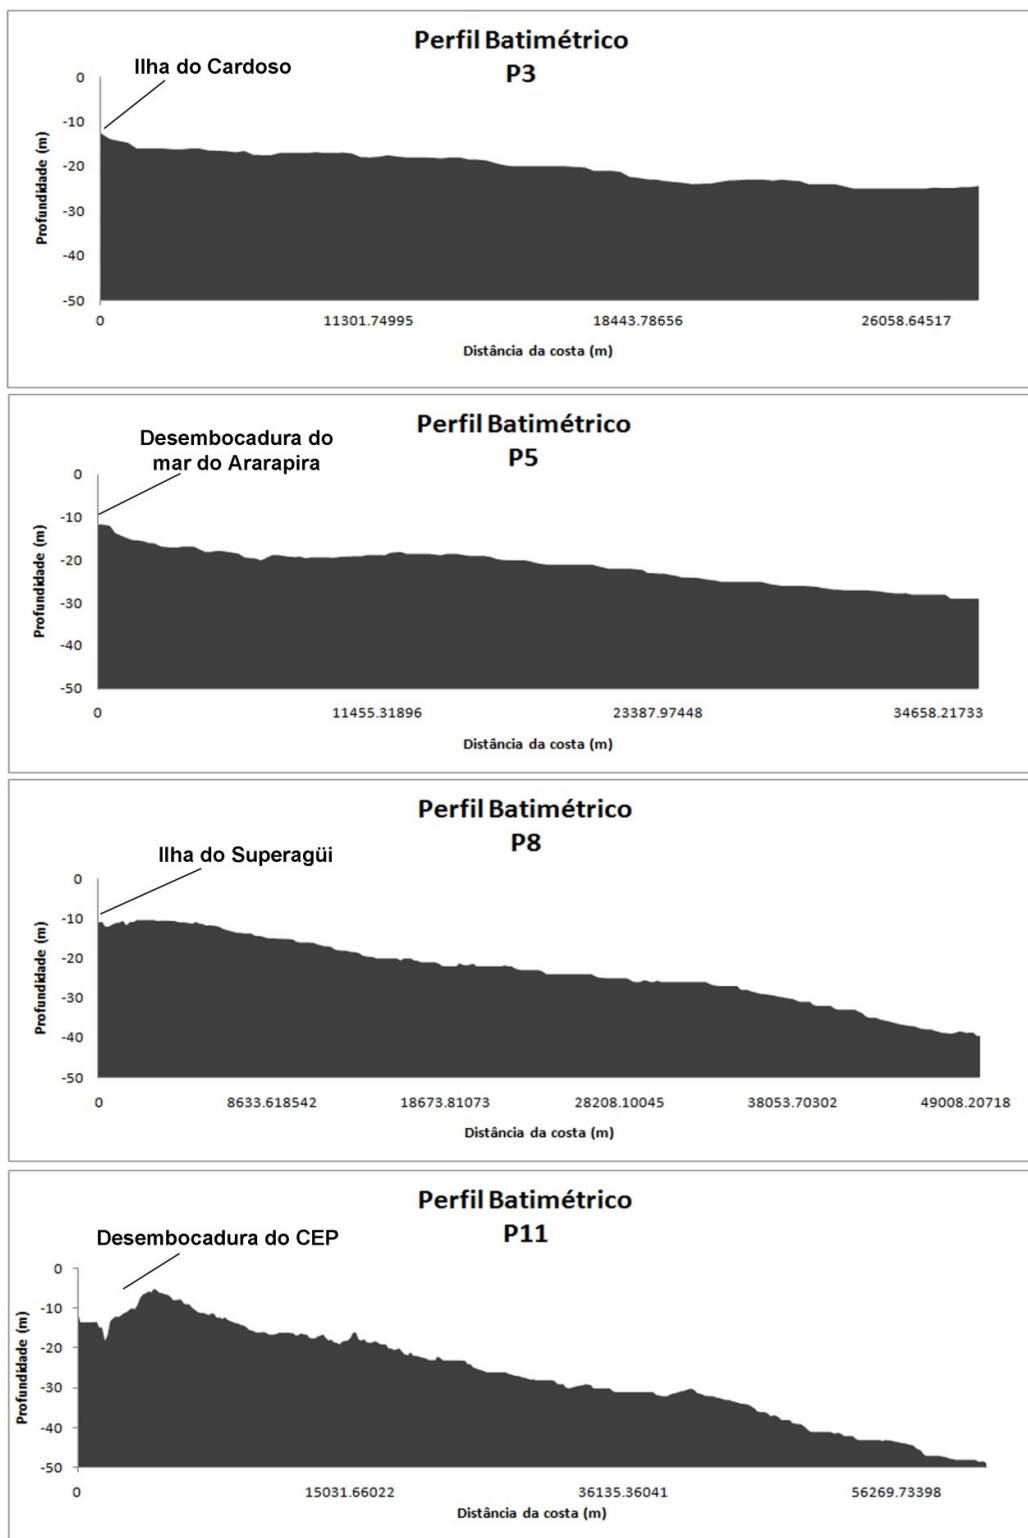 Perfil Batimétrico
P3
Ilha do Cardoso
0
-10
-20
-30
-40
-50
Profundidade (m)
0 11301.74995 18443.78656 26058.64517
Distância da costa (m)
Perfil Batimétrico
P5
Desembocadura do
mar do Ararapira
0
-10
-20
-30
-40
-50
Profundidade (m)
0 11455.31896 23387.97448 34658.21733
Distância da costa (m)
Perfil Batimétrico
P8
Ilha do Superagüi
0
-10
-20
-30
-40
-50
Profundidade (m)
0 8633.618542 18673.81073 28208.10045 38053.70302 49008.20718
Distância da costa (m)
Perfil Batimétrico
P11
Desembocadura do CEP
0
-10
-20
-30
-40
-50
Profundidade (m)
0 15031.66022 36135.36041 56269.73398
Distância da costa (m)